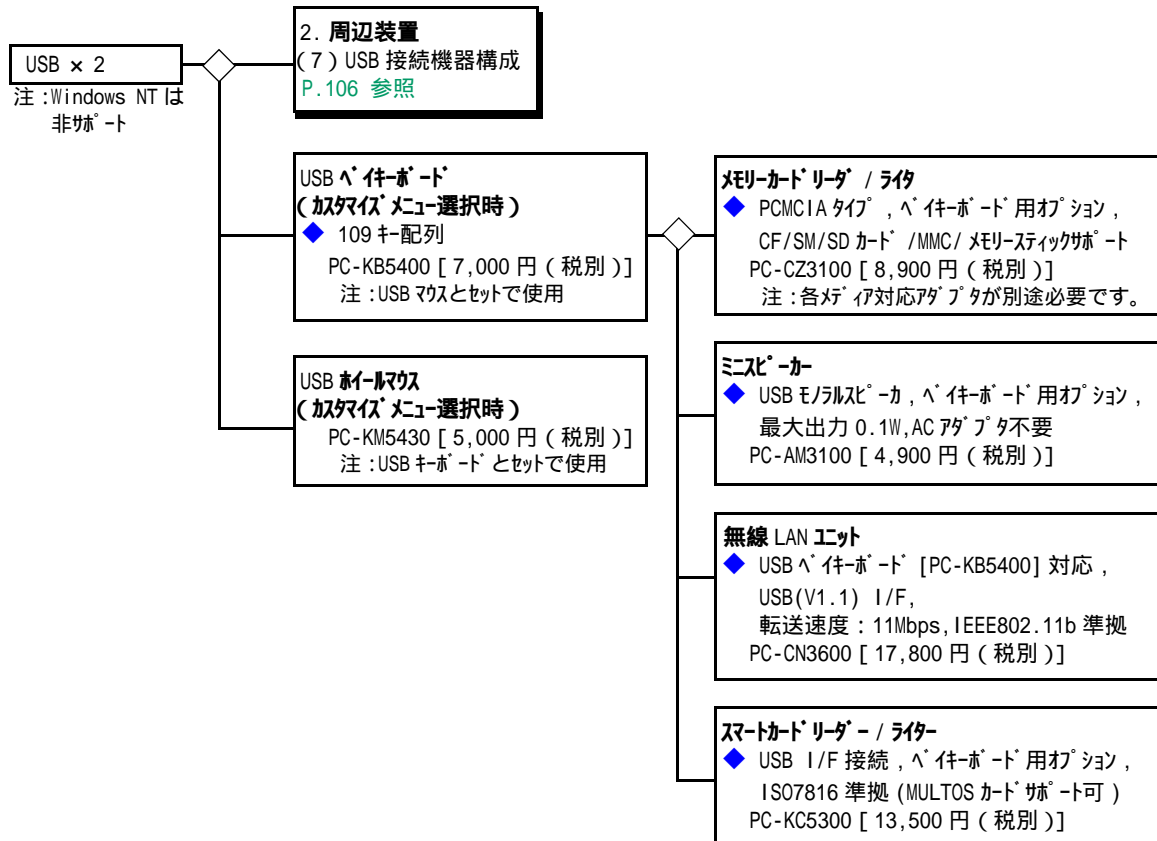 USB × 2
注：Windows NT は
非ｻﾎﾟｰﾄ
2. 周辺装置
(7) USB 接続機器構成
P.106 参照
USB ﾍﾞｲｷｰﾎﾞｰﾄﾞ
(ｶｽﾀﾏｲｽﾞﾒﾆｭｰ選択時)
◆ 109 ｷｰ配列
PC-KB5400 [ 7,000 円（税別）]
注：USB ﾏｳｽとｾｯﾄで使用
USB ﾎｲｰﾙﾏｳｽ
(ｶｽﾀﾏｲｽﾞﾒﾆｭｰ選択時)
PC-KM5430 [ 5,000 円（税別）]
注：USB ｷｰﾎﾞｰﾄﾞとｾｯﾄで使用
ﾒﾓﾘｰｶｰﾄﾞﾘｰﾀﾞ / ﾗｲﾀ
◆ PCMCIA ﾀｲﾌﾟ, ﾍﾞｲｷｰﾎﾞｰﾄﾞ用ｵﾌﾟｼｮﾝ,
CF/SM/SD ｶｰﾄﾞ/MMC/ ﾒﾓﾘｰｽﾃｨｯｸｻﾎﾟｰﾄ
PC-CZ3100 [ 8,900 円（税別）]
注：各ﾒﾃﾞｨｱ対応ｱﾀﾞﾌﾟﾀが別途必要です。
ﾐﾆｽﾋﾟｰｶｰ
◆ USB ﾓﾉﾗﾙｽﾋﾟｰｶ, ﾍﾞｲｷｰﾎﾞｰﾄﾞ用ｵﾌﾟｼｮﾝ,
最大出力 0.1W,AC ｱﾀﾞﾌﾟﾀ不要
PC-AM3100 [ 4,900 円（税別）]
無線 LAN ﾕﾆｯﾄ
◆ USB ﾍﾞｲｷｰﾎﾞｰﾄﾞ [PC-KB5400] 対応,
USB(V1.1) I/F,
転送速度：11Mbps,IEEE802.11b 準拠
PC-CN3600 [ 17,800 円（税別）]
ｽﾏｰﾄｶｰﾄﾞﾘｰﾀﾞｰ / ﾗｲﾀｰ
◆ USB I/F 接続, ﾍﾞｲｷｰﾎﾞｰﾄﾞ用ｵﾌﾟｼｮﾝ,
ISO7816 準拠 (MULTOS ｶｰﾄﾞｻﾎﾟｰﾄ可)
PC-KC5300 [ 13,500 円（税別）]